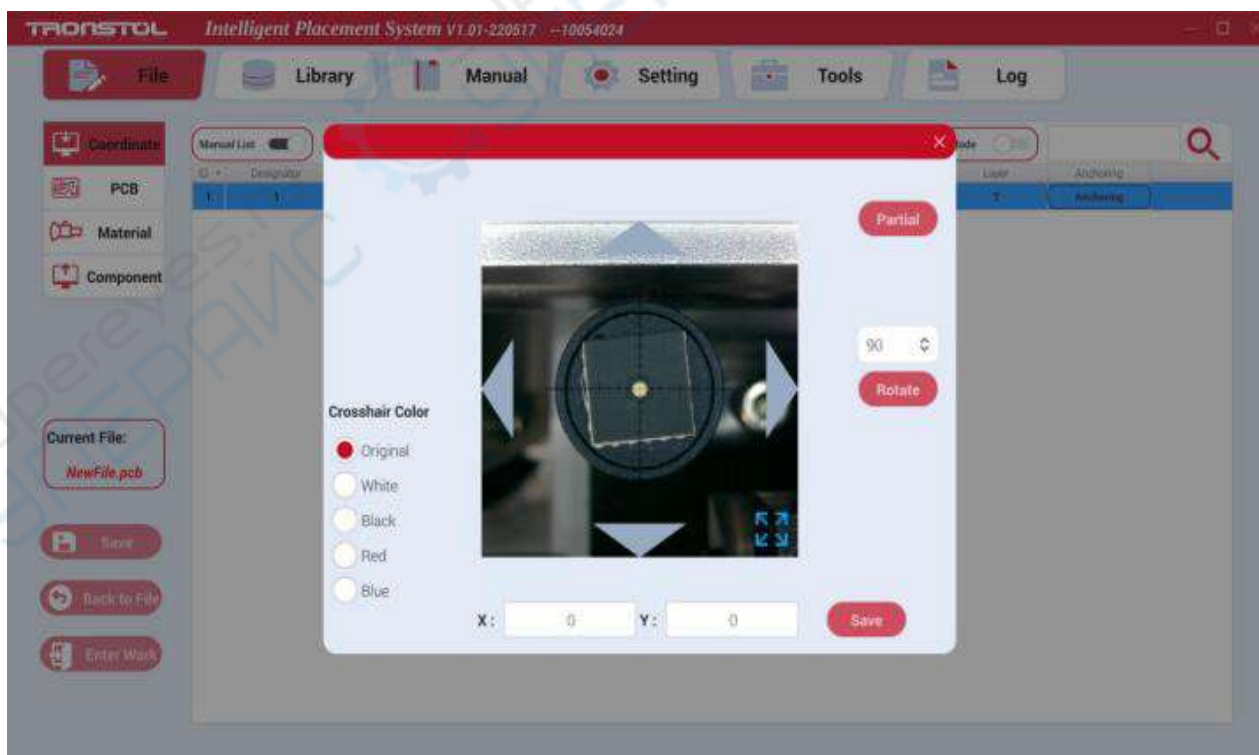 TRONSTOL Intelligent Placement System V1.01-220517 --10054024
File Library Manual Setting Tools Log
Coordinate
PCB
Material
Component
Manual List
ID Designator Layer Anchoring
1 1 T Anchoring
Partial
90
Rotate
Crosshair Color
Original
White
Black
Red
Blue
X: 0 Y: 0 Save
Current File:
NewFile.pcb
Save
Back to File
Enter Work